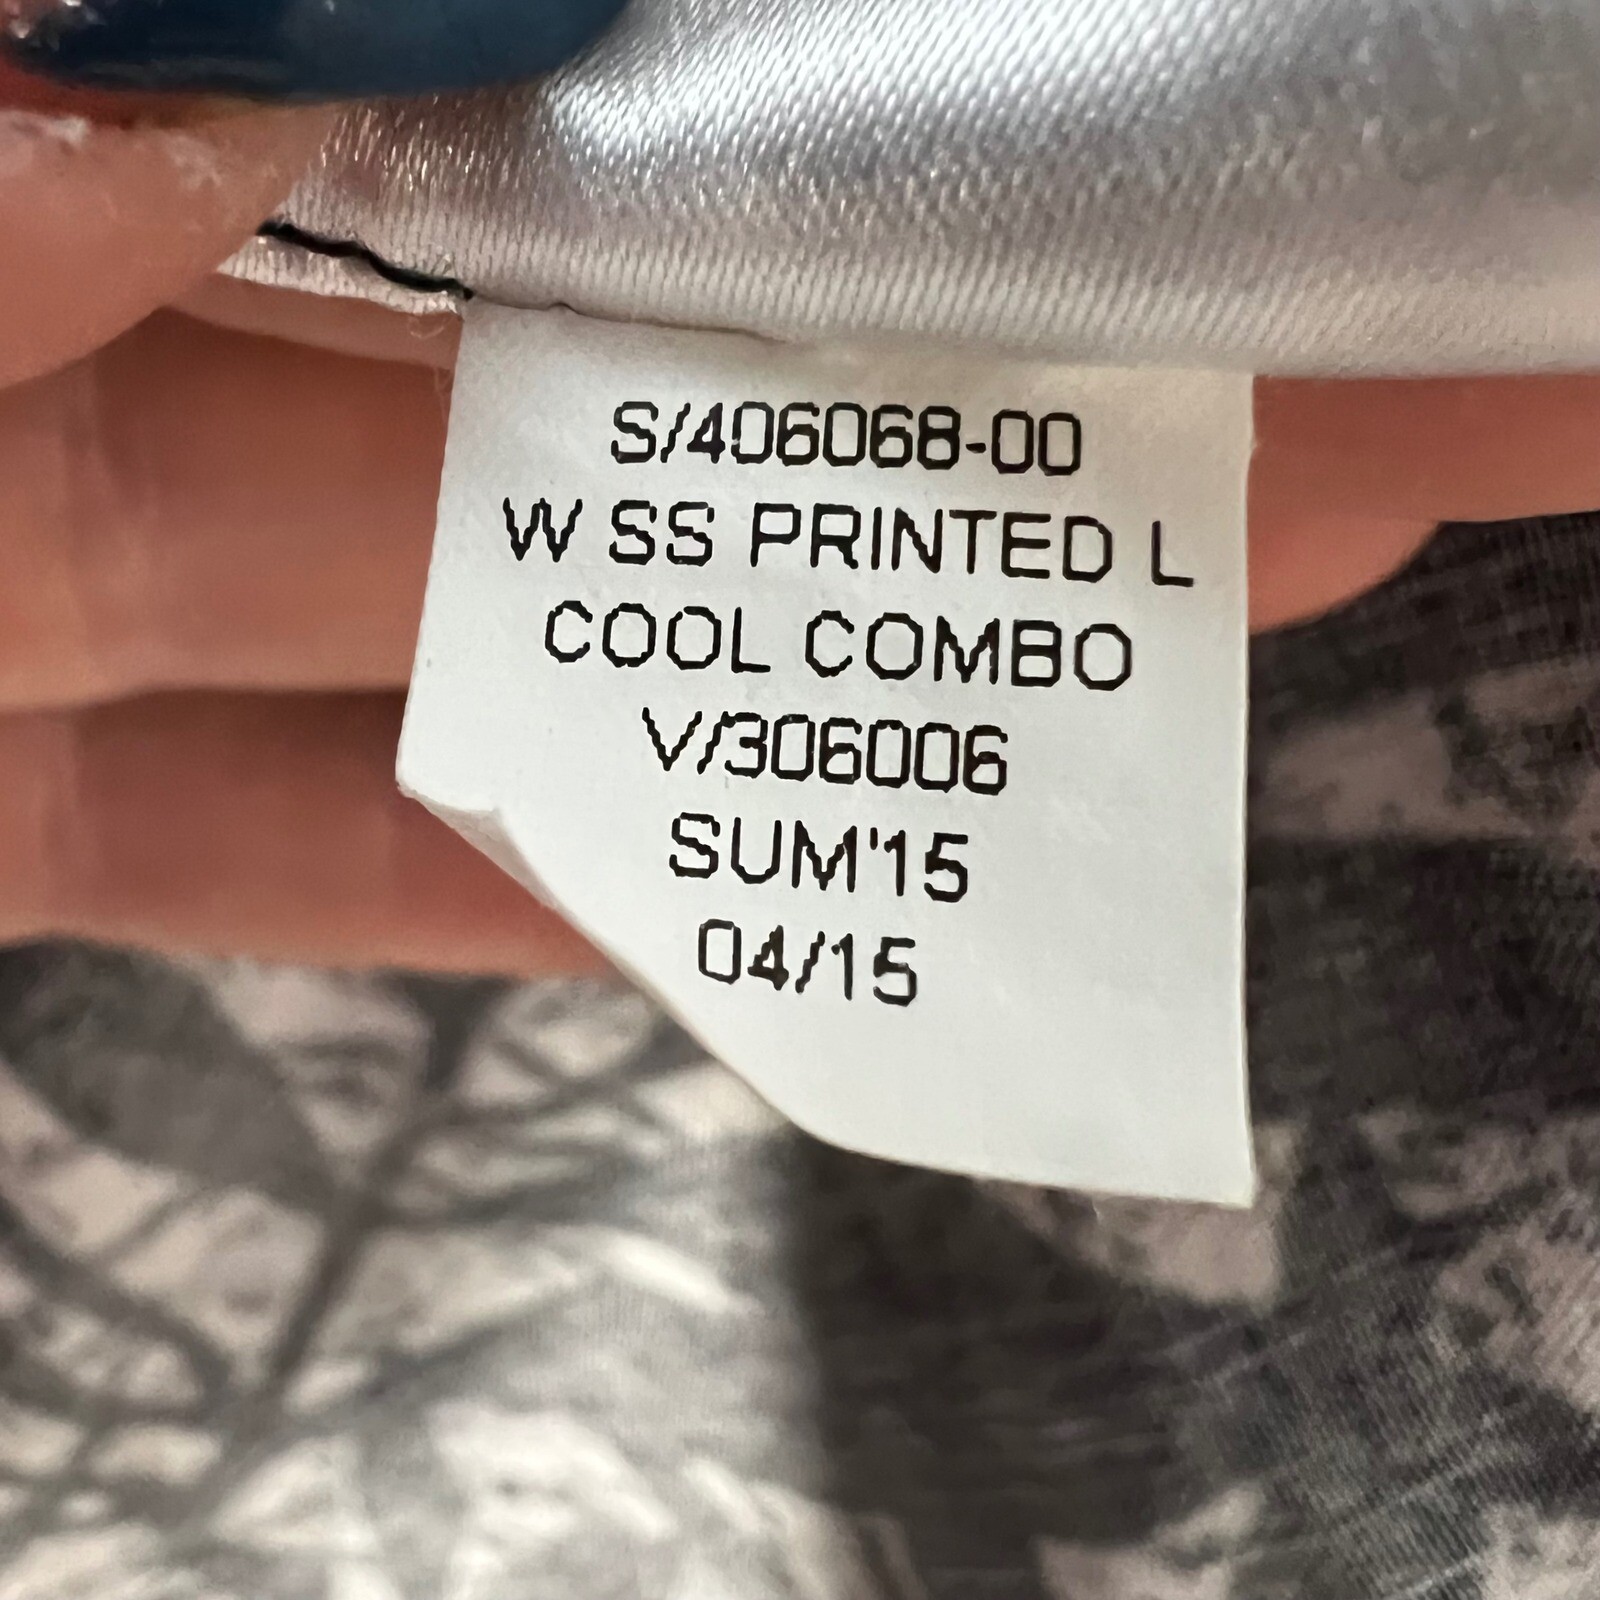 S/406068-00
W SS PRINTED L
COOL COMBO
V/306006
SUM'15
04/15